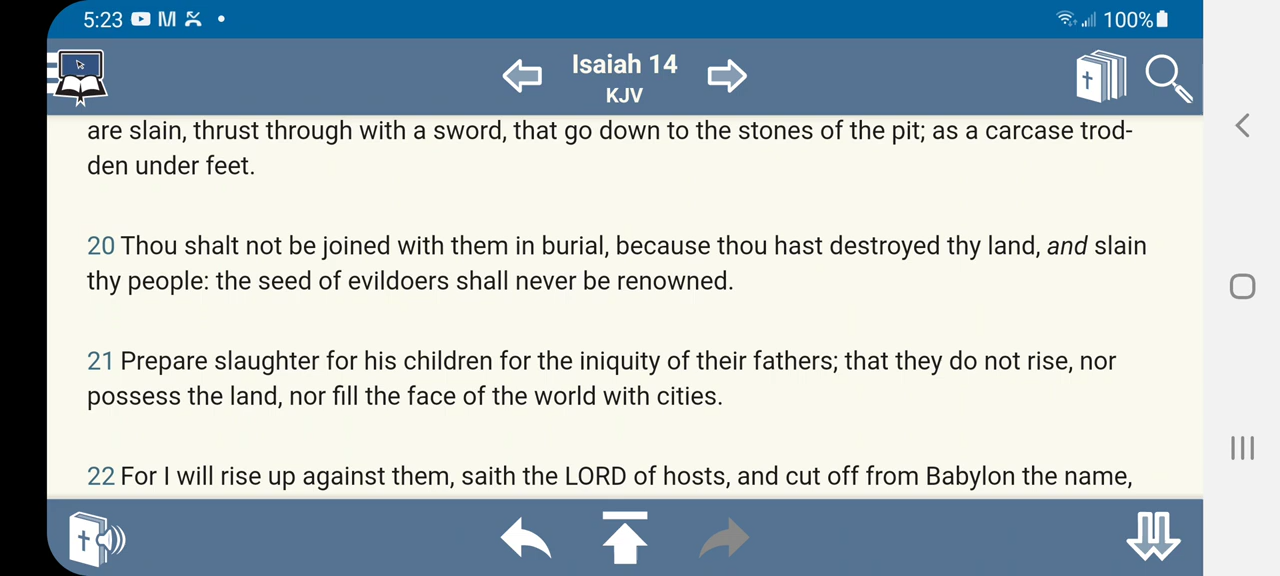 5:23 M 100%
Isaiah 14
KJV
are slain, thrust through with a sword, that go down to the stones of the pit; as a carcase trod-
den under feet.
20 Thou shalt not be joined with them in burial, because thou hast destroyed thy land, and slain
thy people: the seed of evildoers shall never be renowned.
21 Prepare slaughter for his children for the iniquity of their fathers; that they do not rise, nor
possess the land, nor fill the face of the world with cities.
22 For I will rise up against them, saith the LORD of hosts, and cut off from Babylon the name,